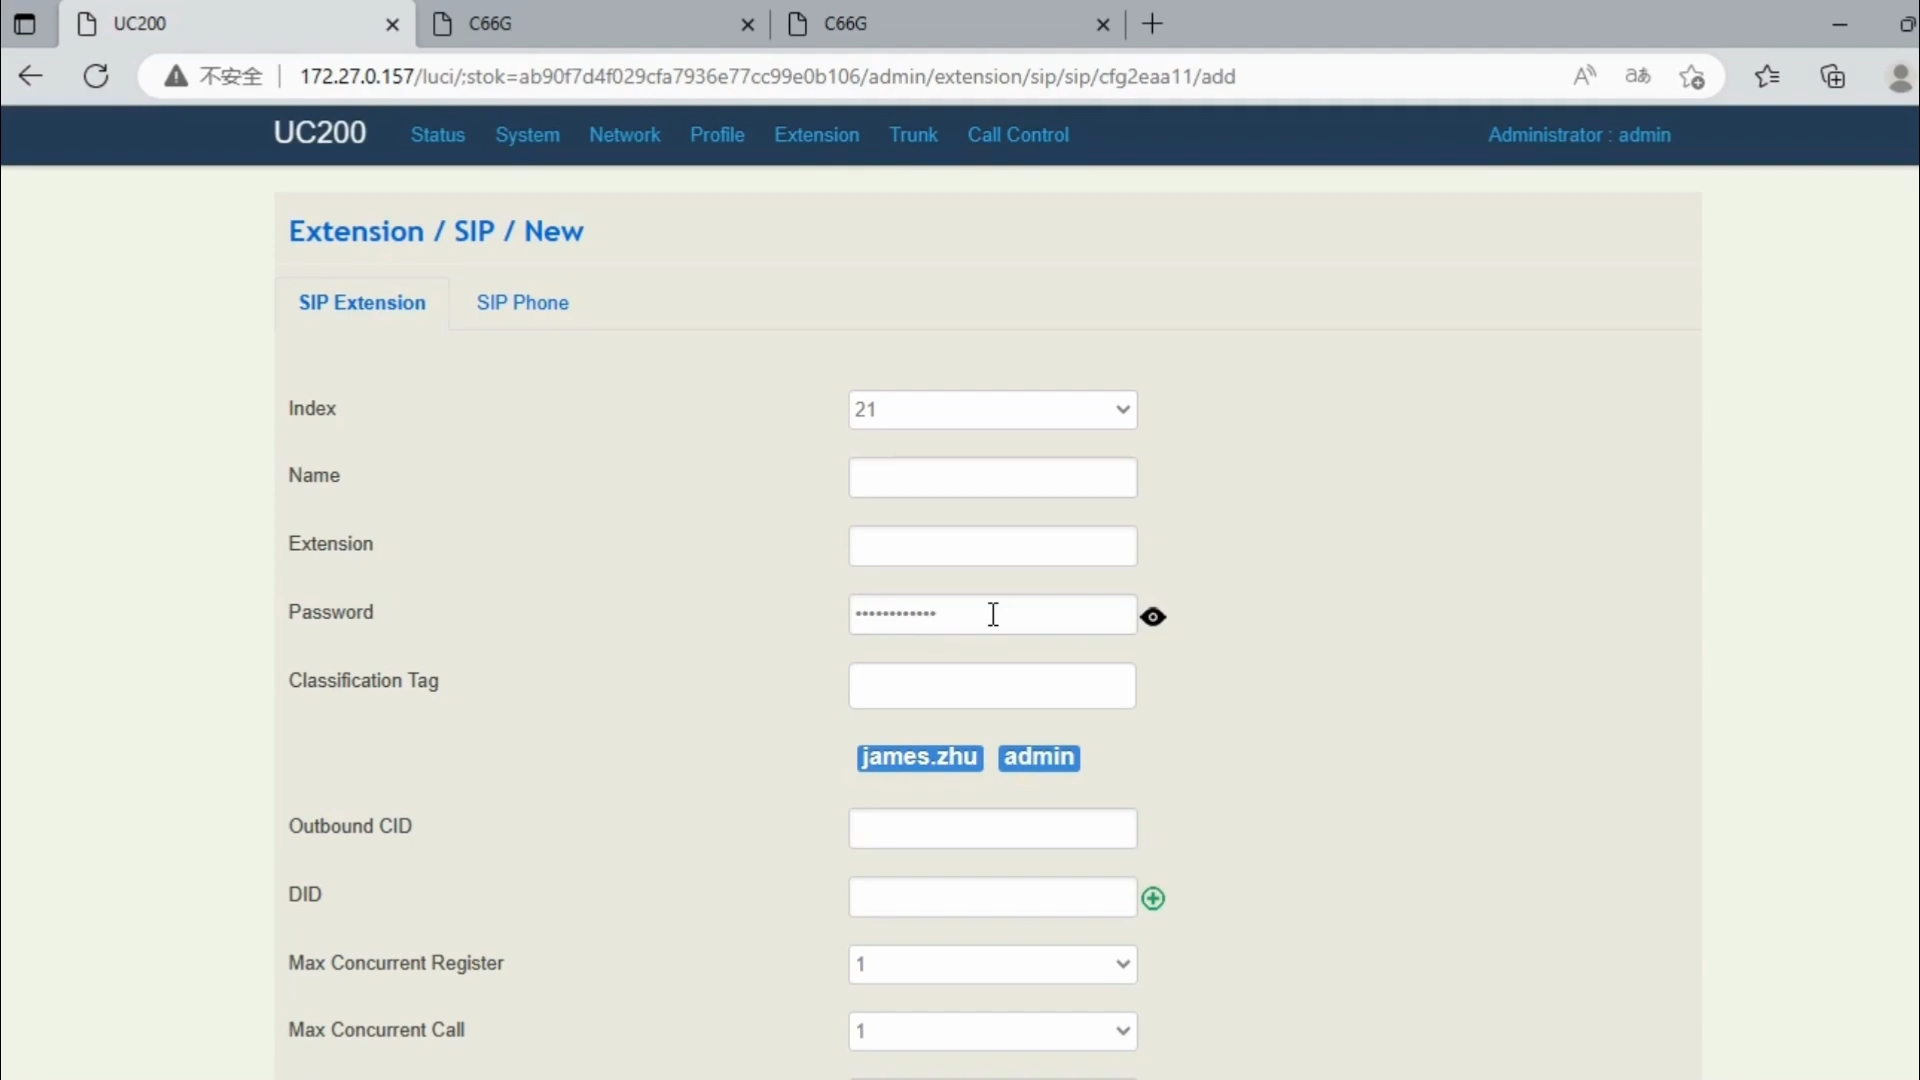 UC200
C66G
C66G
不安全
172.27.0.157/luci/;stok=ab90f7d4f029cfa7936e77cc99e0b106/admin/extension/sip/sip/cfg2eaa11/add
UC200 Status System Network Profile Extension Trunk Call Control Administrator : admin
Extension / SIP / New
SIP Extension SIP Phone
Index 21
Name
Extension
Password ••••••••••••
Classification Tag
james.zhu admin
Outbound CID
DID
Max Concurrent Register 1
Max Concurrent Call 1